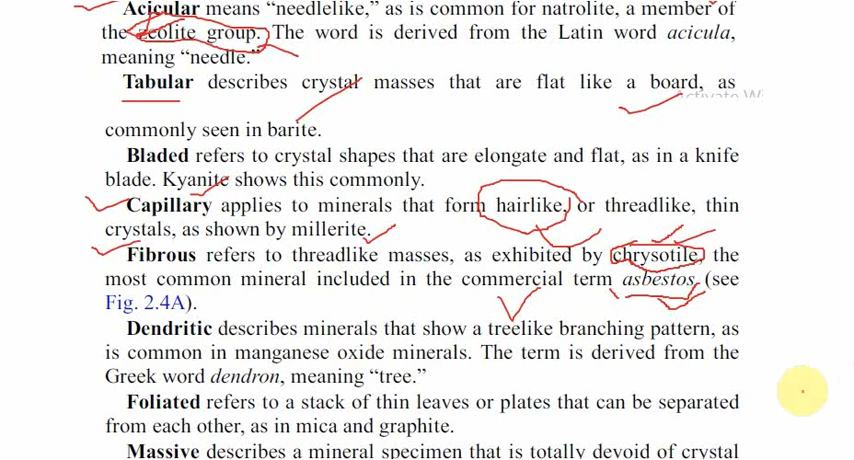 Acicular means “needlelike,” as is common for natrolite, a member of
the zeolite group. The word is derived from the Latin word acicula,
meaning “needle.”
Tabular describes crystal masses that are flat like a board, as
commonly seen in barite.
Bladed refers to crystal shapes that are elongate and flat, as in a knife
blade. Kyanite shows this commonly.
Capillary applies to minerals that form hairlike, or threadlike, thin
crystals, as shown by millerite.
Fibrous refers to threadlike masses, as exhibited by chrysotile, the
most common mineral included in the commercial term asbestos (see
Fig. 2.4A).
Dendritic describes minerals that show a treelike branching pattern, as
is common in manganese oxide minerals. The term is derived from the
Greek word dendron, meaning “tree.”
Foliated refers to a stack of thin leaves or plates that can be separated
from each other, as in mica and graphite.
Massive describes a mineral specimen that is totally devoid of crystal